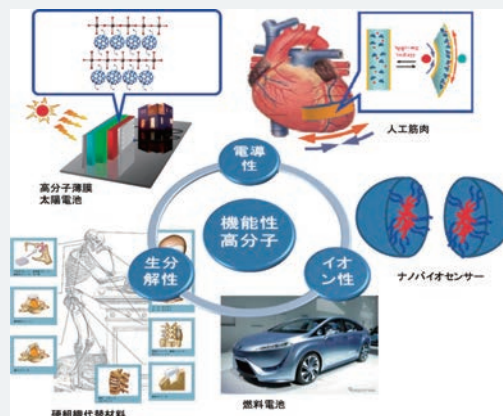 人工筋肉
高分子薄膜
太陽電池
電導
性
機能性
高分子
生分
解性
イオ
ン性
ナノバイオセンサー
燃料電池
硬組織代替材料